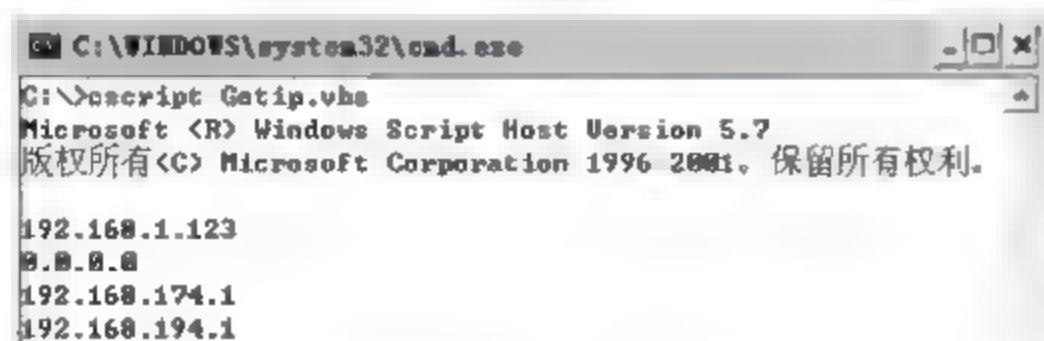 C:\WINDOWS\system32\cmd.exe
C:\>cscript Getip.vbs
Microsoft <R> Windows Script Host Version 5.7
版权所有<C> Microsoft Corporation 1996 2001。保留所有权利。
192.168.1.123
0.0.0.0
192.168.174.1
192.168.194.1